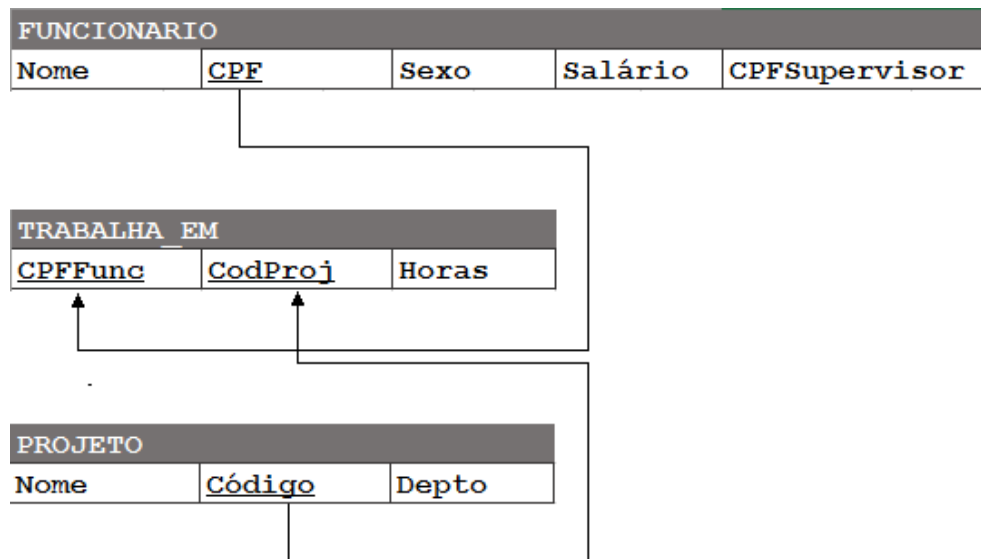 FUNCIONARIO
Nome CPF Sexo Salário CPFSupervisor
TRABALHA_EM
CPFFunc CodProj Horas
PROJETO
Nome Código Depto